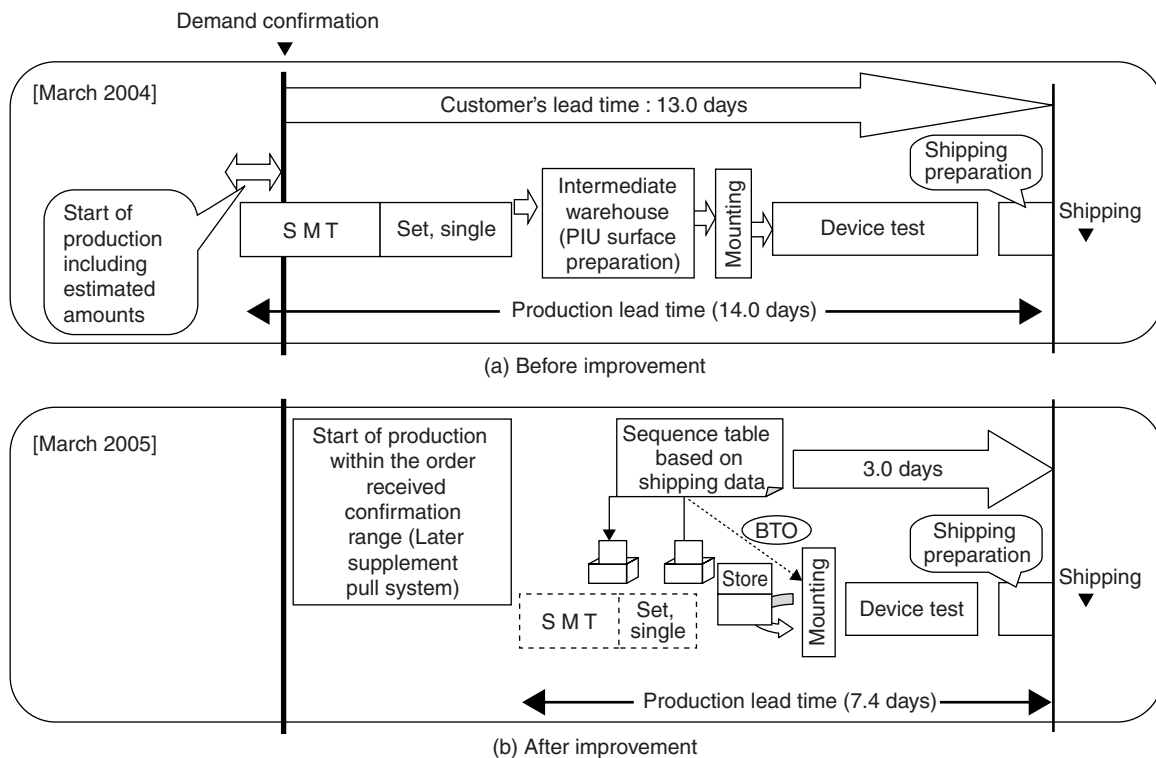 Demand confirmation
[March 2004]
Customer's lead time : 13.0 days
Start of
production
including
estimated
amounts
S M T
Set, single
Intermediate
warehouse
(PIU surface
preparation)
Mounting
Device test
Shipping
preparation
Shipping
Production lead time (14.0 days)
(a) Before improvement
[March 2005]
Start of production
within the order
received
confirmation
range (Later
supplement
pull system)
Sequence table
based on
shipping data
3.0 days
BTO
S M T
Set,
single
Store
Mounting
Device test
Shipping
preparation
Shipping
Production lead time (7.4 days)
(b) After improvement